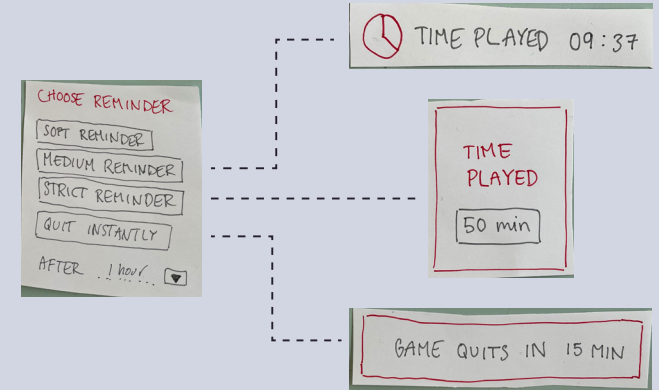 CHOOSE REMINDER
SOFT REMINDER
MEDIUM REMINDER
STRICT REMINDER
QUIT INSTANTLY
AFTER 1 hour
TIME PLAYED 09:37
TIME
PLAYED
50 min
GAME QUITS IN 15 MIN